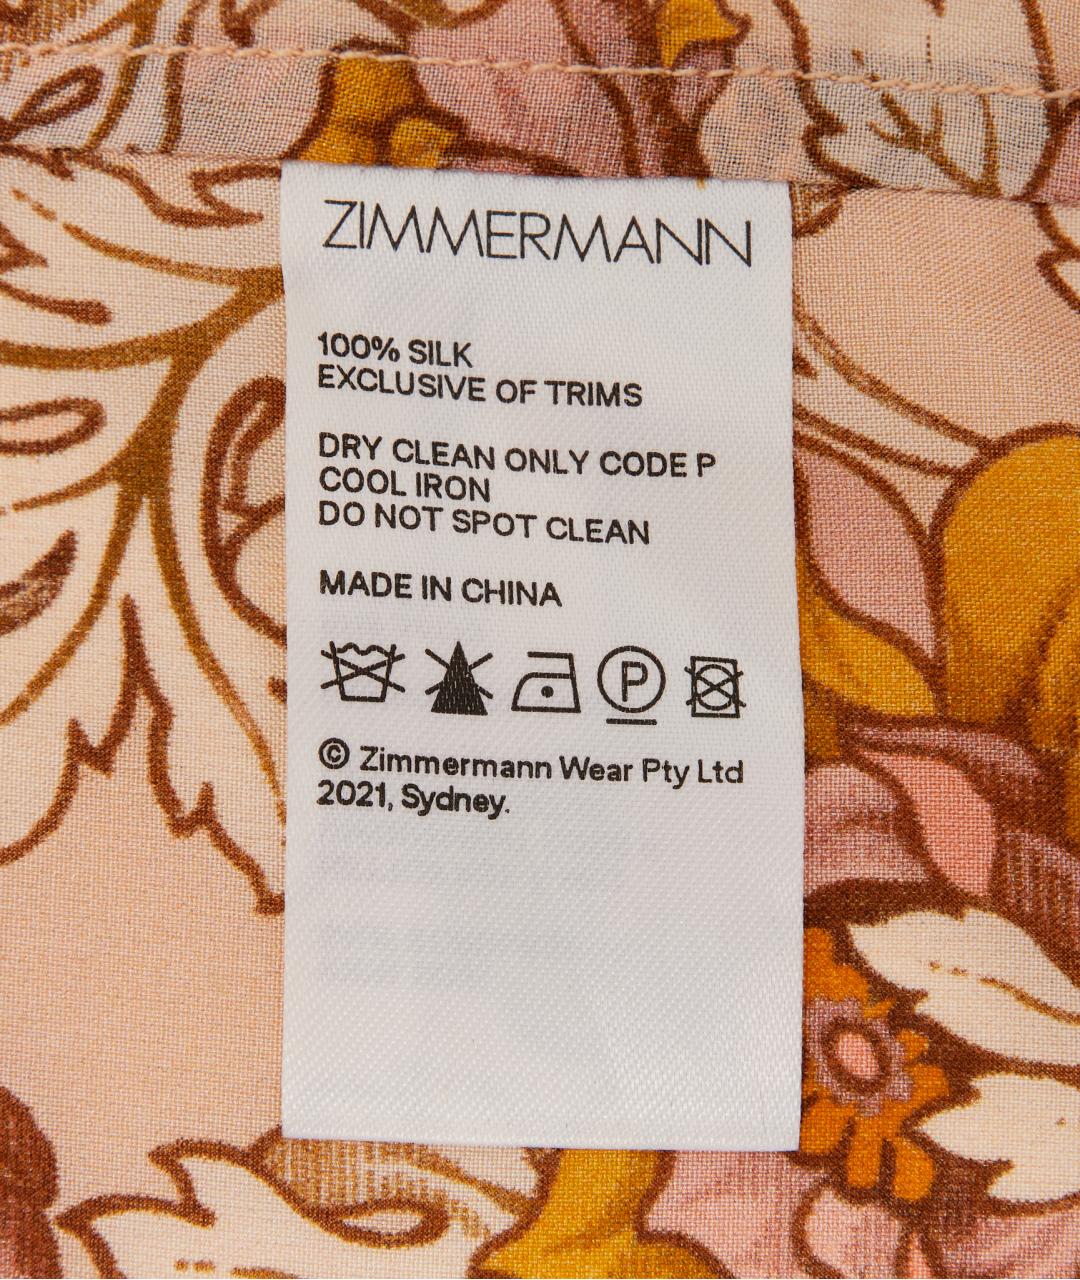 ZIMMERMANN
100% SILK
EXCLUSIVE OF TRIMS
DRY CLEAN ONLY CODE P
COOL IRON
DO NOT SPOT CLEAN
MADE IN CHINA
P
© Zimmermann Wear Pty Ltd
2021, Sydney.